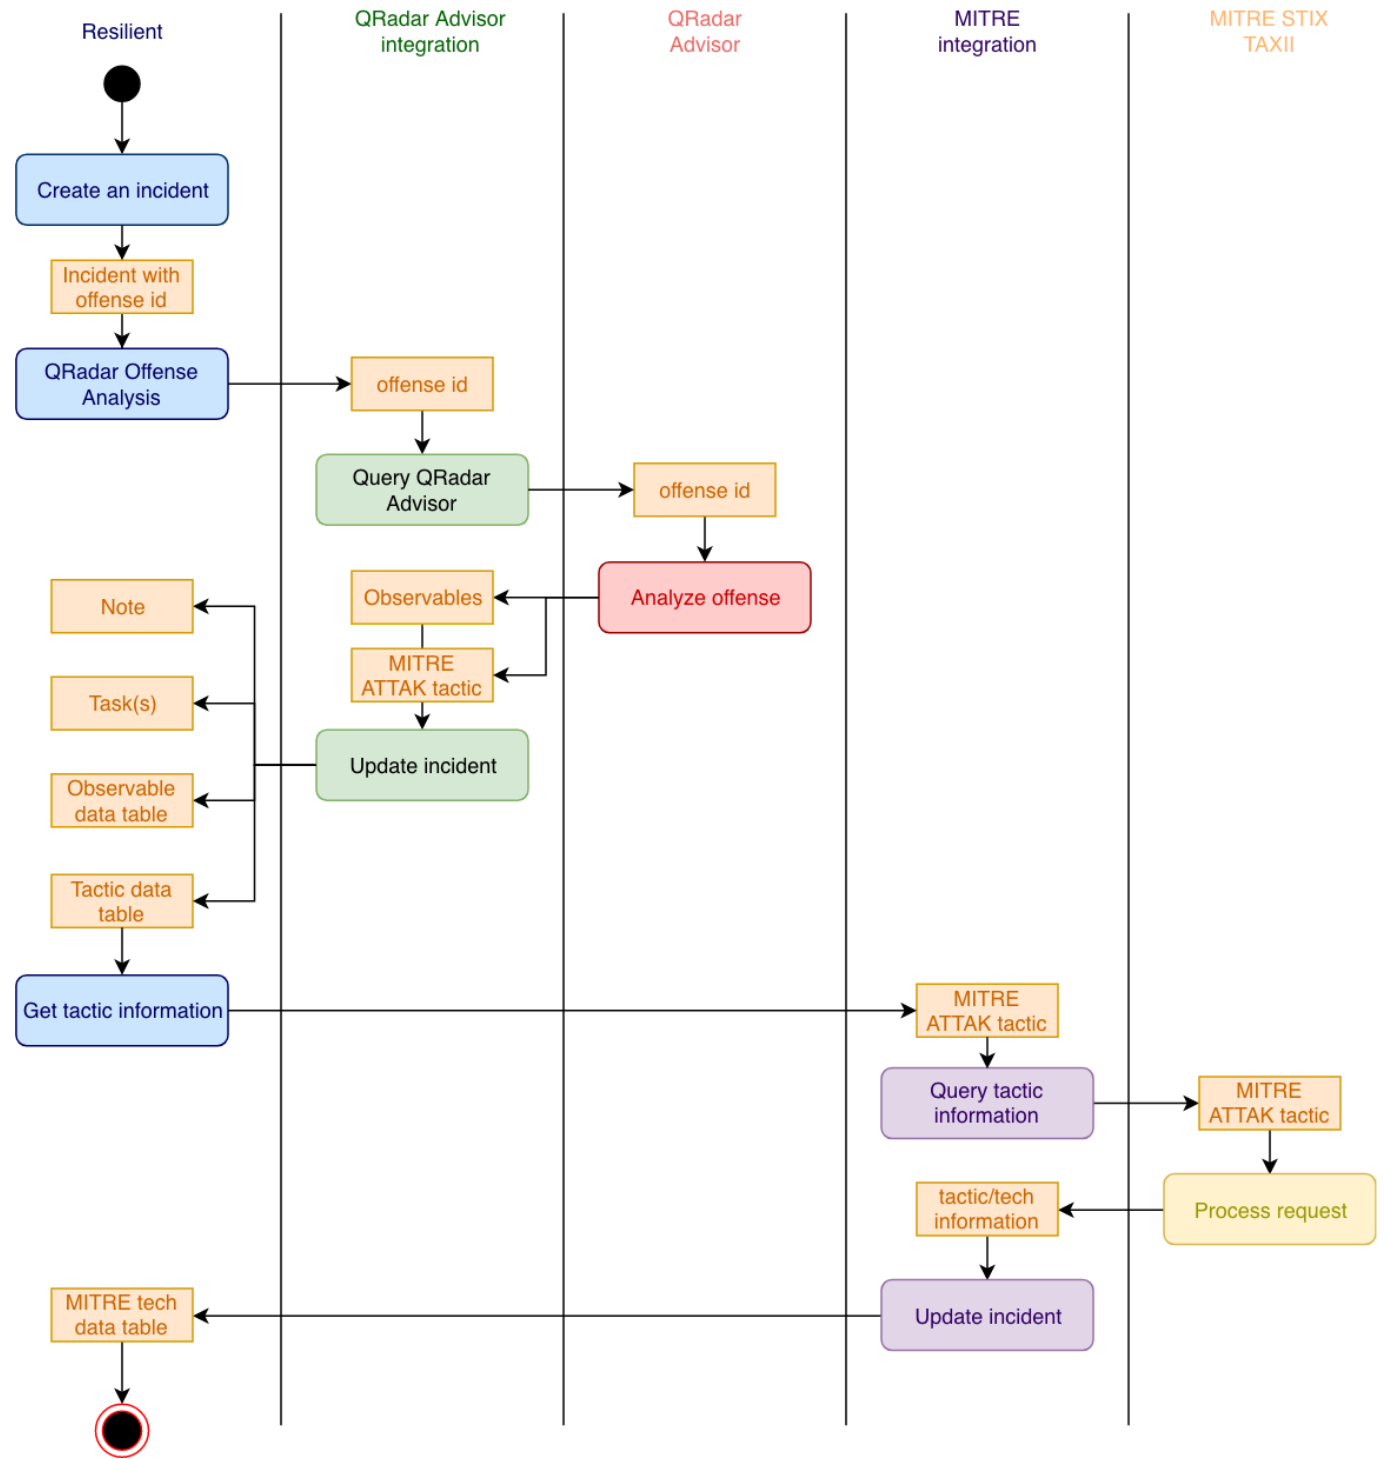 Resilient
QRadar Advisor
integration
QRadar
Advisor
MITRE
integration
MITRE STIX
TAXII
Create an incident
Incident with
offense id
QRadar Offense
Analysis
offense id
Query QRadar
Advisor
offense id
Analyze offense
Observables
MITRE
ATTAK tactic
Update incident
Note
Task(s)
Observable
data table
Tactic data
table
Get tactic information
MITRE
ATTAK tactic
Query tactic
information
MITRE
ATTAK tactic
Process request
tactic/tech
information
Update incident
MITRE tech
data table